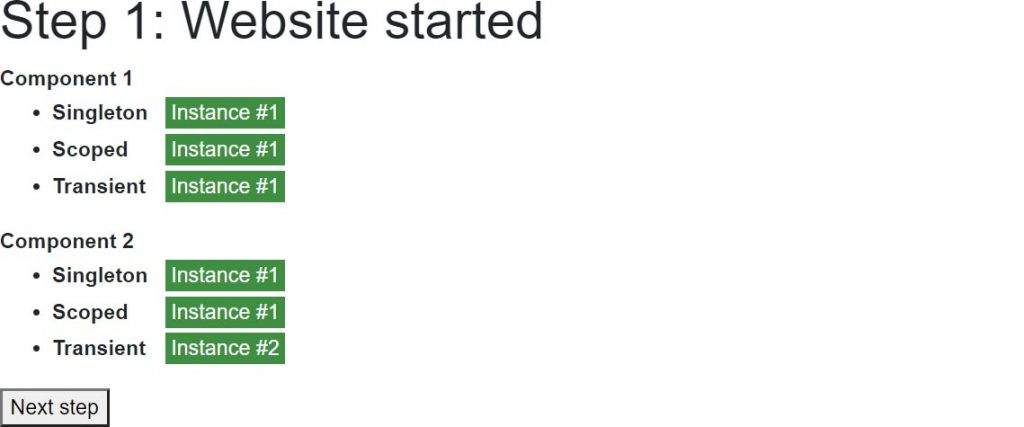 Step 1: Website started
Component 1
• Singleton Instance #1
• Scoped Instance #1
• Transient Instance #1
Component 2
• Singleton Instance #1
• Scoped Instance #1
• Transient Instance #2
Next step